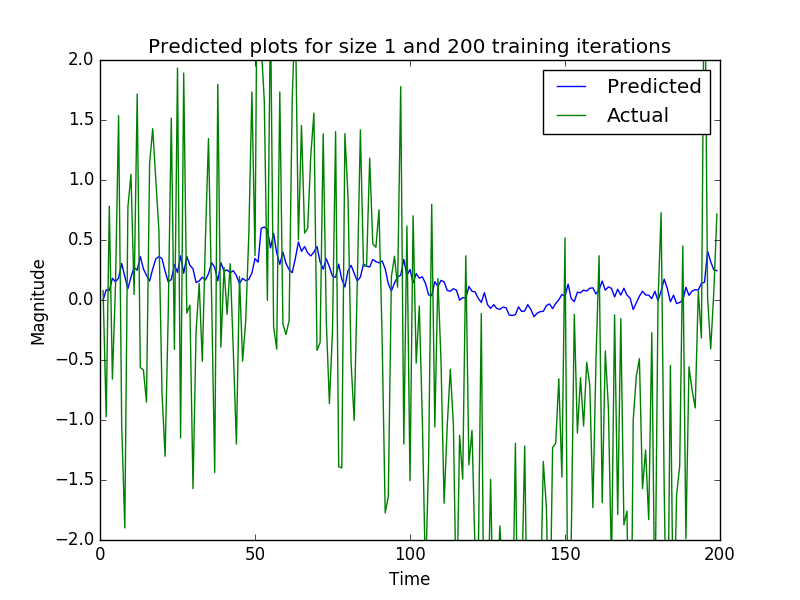 Predicted plots for size 1 and 200 training iterations
Predicted
Actual
2.0
1.5
1.0
0.5
0.0
−0.5
−1.0
−1.5
−2.0
Magnitude
0
50
100
150
200
Time